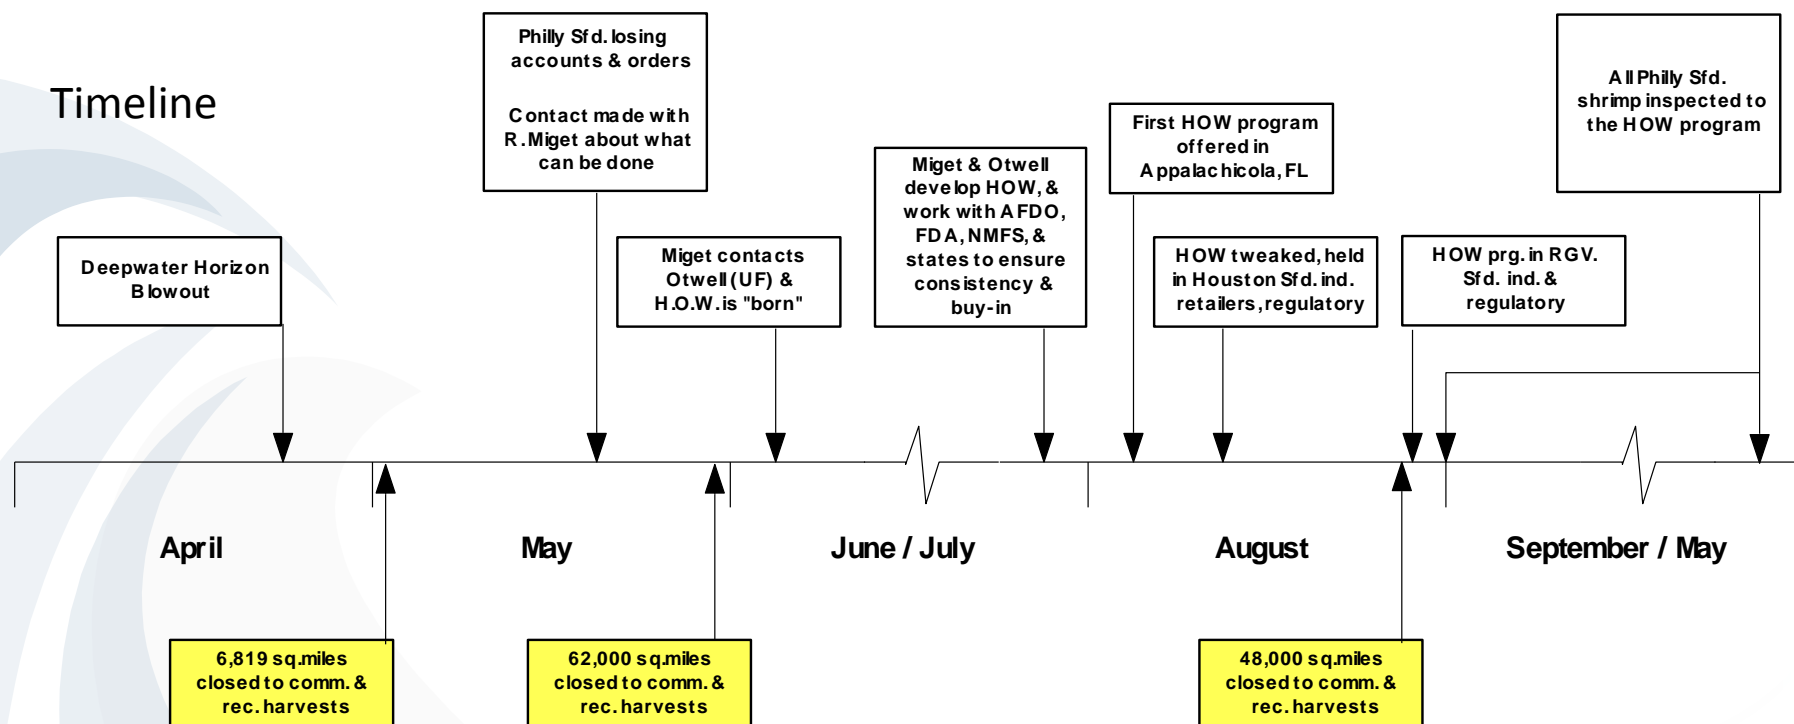 Timeline
Philly Sfd. losing
accounts & orders
Contact made with
R. Miget about what
can be done
All Philly Sfd.
shrimp inspected to
the HOW program
First HOW program
offered in
Appalachicola, FL
Miget & Otwell
develop HOW, &
work with AFDO,
FDA, NMFS, &
states to ensure
consistency &
buy-in
Deepwater Horizon
Blowout
Miget contacts
Otwell (UF) &
H.O.W. is "born"
HOW tweaked, held
in Houston Sfd. ind.
retailers, regulatory
HOW prg. in RGV.
Sfd. ind. &
regulatory
April
May
June / July
August
September / May
6,819 sq.miles
closed to comm. &
rec. harvests
62,000 sq.miles
closed to comm. &
rec. harvests
48,000 sq.miles
closed to comm. &
rec. harvests